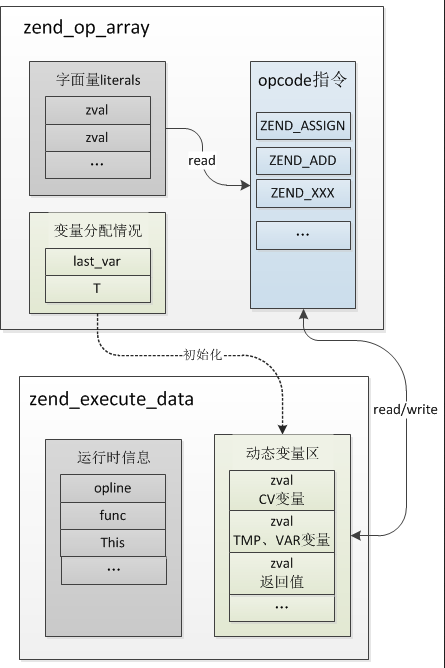 zend_op_array
字面量literals
zval
zval
...
read
opcode指令
ZEND_ASSIGN
ZEND_ADD
ZEND_XXX
...
变量分配情况
last_var
T
初始化
read/write
zend_execute_data
运行时信息
opline
func
This
...
动态变量区
zval
CV变量
zval
TMP、VAR变量
zval
返回值
...